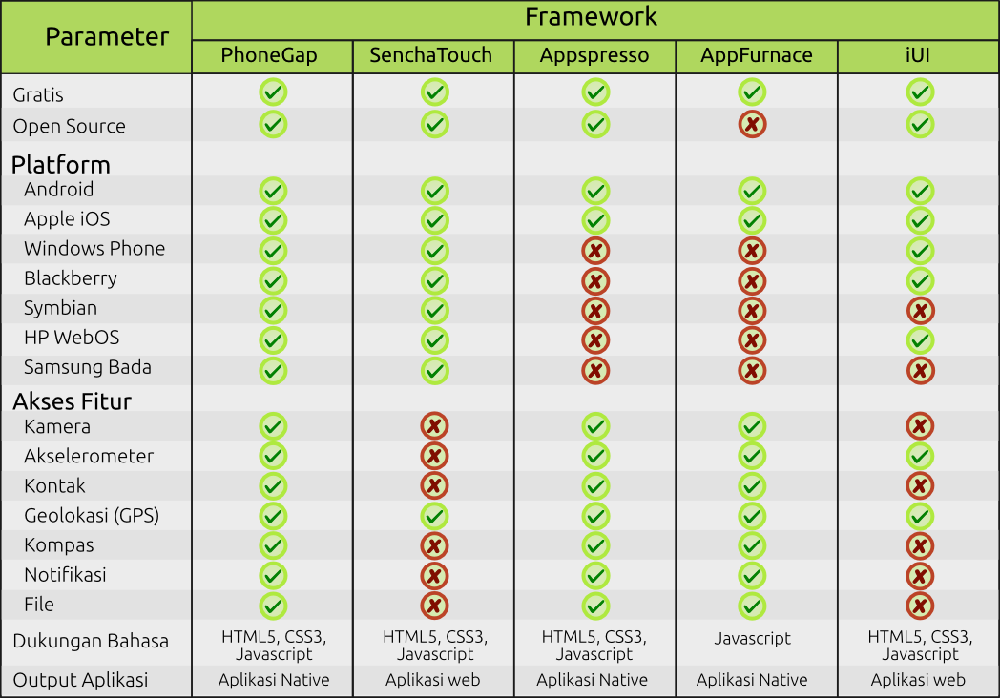 Parameter
Framework
PhoneGap SenchaTouch Appspresso AppFurnace iUI
Gratis
Open Source
Platform
Android
Apple iOS
Windows Phone
Blackberry
Symbian
HP WebOS
Samsung Bada
Akses Fitur
Kamera
Akselerometer
Kontak
Geolokasi (GPS)
Kompas
Notifikasi
File
Dukungan Bahasa
HTML5, CSS3,
Javascript
HTML5, CSS3,
Javascript
HTML5, CSS3,
Javascript
Javascript
HTML5, CSS3,
Javascript
Output Aplikasi Aplikasi Native Aplikasi web Aplikasi Native Aplikasi Native Aplikasi web